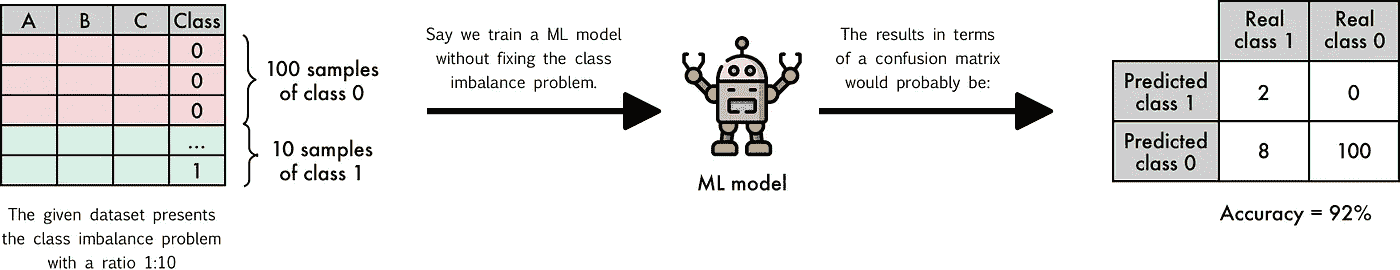 A B C Class
0
0
0
...
1
100 samples
of class 0
10 samples
of class 1
The given dataset presents
the class imbalance problem
with a ratio 1:10
Say we train a ML model
without fixing the class
imbalance problem.
ML model
The results in terms
of a confusion matrix
would probably be:
Real Real
class 1 class 0
Predicted
class 1 2 0
Predicted
class 0 8 100
Accuracy = 92%